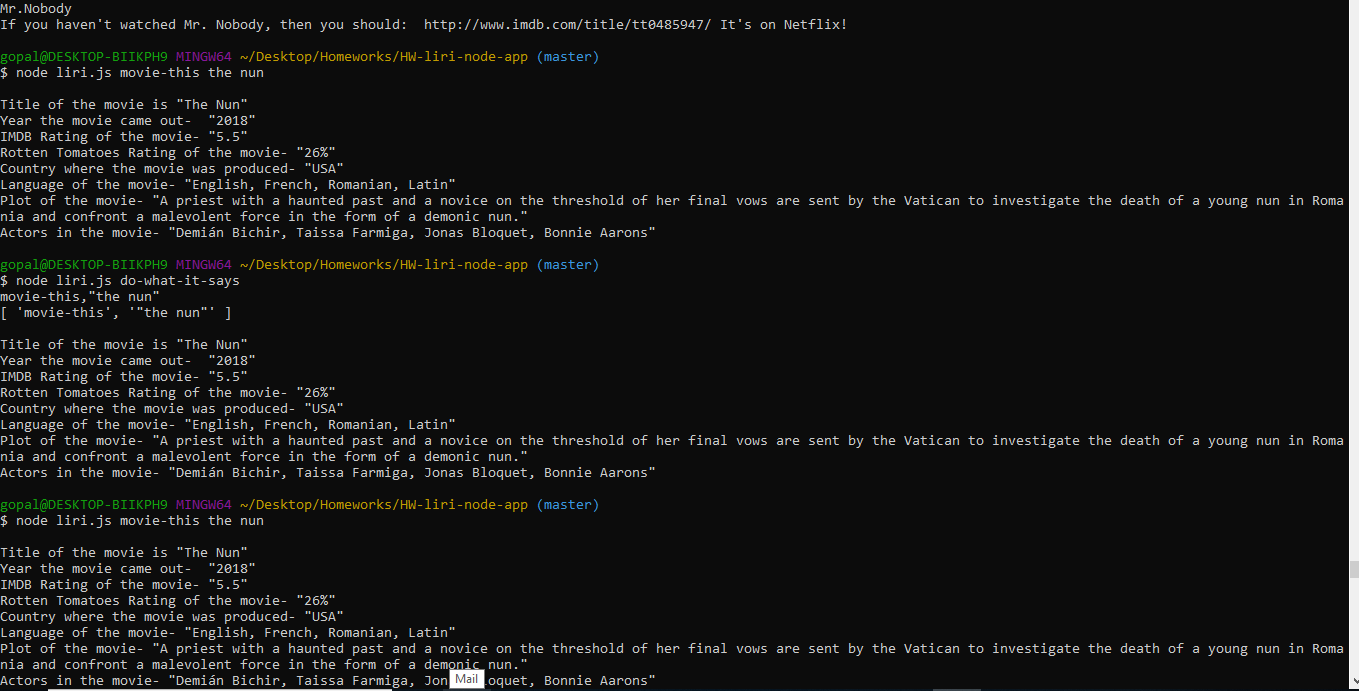 Mr.Nobody
If you haven't watched Mr. Nobody, then you should:  http://www.imdb.com/title/tt0485947/ It's on Netflix!
gopal@DESKTOP-BIIKPH9 MINGW64 ~/Desktop/Homeworks/HW-liri-node-app (master)
$ node liri.js movie-this the nun
Title of the movie is "The Nun"
Year the movie came out-  "2018"
IMDB Rating of the movie- "5.5"
Rotten Tomatoes Rating of the movie- "26%"
Country where the movie was produced- "USA"
Language of the movie- "English, French, Romanian, Latin"
Plot of the movie- "A priest with a haunted past and a novice on the threshold of her final vows are sent by the Vatican to investigate the death of a young nun in Roma
nia and confront a malevolent force in the form of a demonic nun."
Actors in the movie- "Demián Bichir, Taissa Farmiga, Jonas Bloquet, Bonnie Aarons"
gopal@DESKTOP-BIIKPH9 MINGW64 ~/Desktop/Homeworks/HW-liri-node-app (master)
$ node liri.js do-what-it-says
movie-this,"the nun"
[ 'movie-this', '"the nun"' ]
Title of the movie is "The Nun"
Year the movie came out-  "2018"
IMDB Rating of the movie- "5.5"
Rotten Tomatoes Rating of the movie- "26%"
Country where the movie was produced- "USA"
Language of the movie- "English, French, Romanian, Latin"
Plot of the movie- "A priest with a haunted past and a novice on the threshold of her final vows are sent by the Vatican to investigate the death of a young nun in Roma
nia and confront a malevolent force in the form of a demonic nun."
Actors in the movie- "Demián Bichir, Taissa Farmiga, Jonas Bloquet, Bonnie Aarons"
gopal@DESKTOP-BIIKPH9 MINGW64 ~/Desktop/Homeworks/HW-liri-node-app (master)
$ node liri.js movie-this the nun
Title of the movie is "The Nun"
Year the movie came out-  "2018"
IMDB Rating of the movie- "5.5"
Rotten Tomatoes Rating of the movie- "26%"
Country where the movie was produced- "USA"
Language of the movie- "English, French, Romanian, Latin"
Plot of the movie- "A priest with a haunted past and a novice on the threshold of her final vows are sent by the Vatican to investigate the death of a young nun in Roma
nia and confront a malevolent force in the form of a demonic nun."
Actors in the movie- "Demián Bichir, Taissa Farmiga, Jon oquet, Bonnie Aarons"
Mail